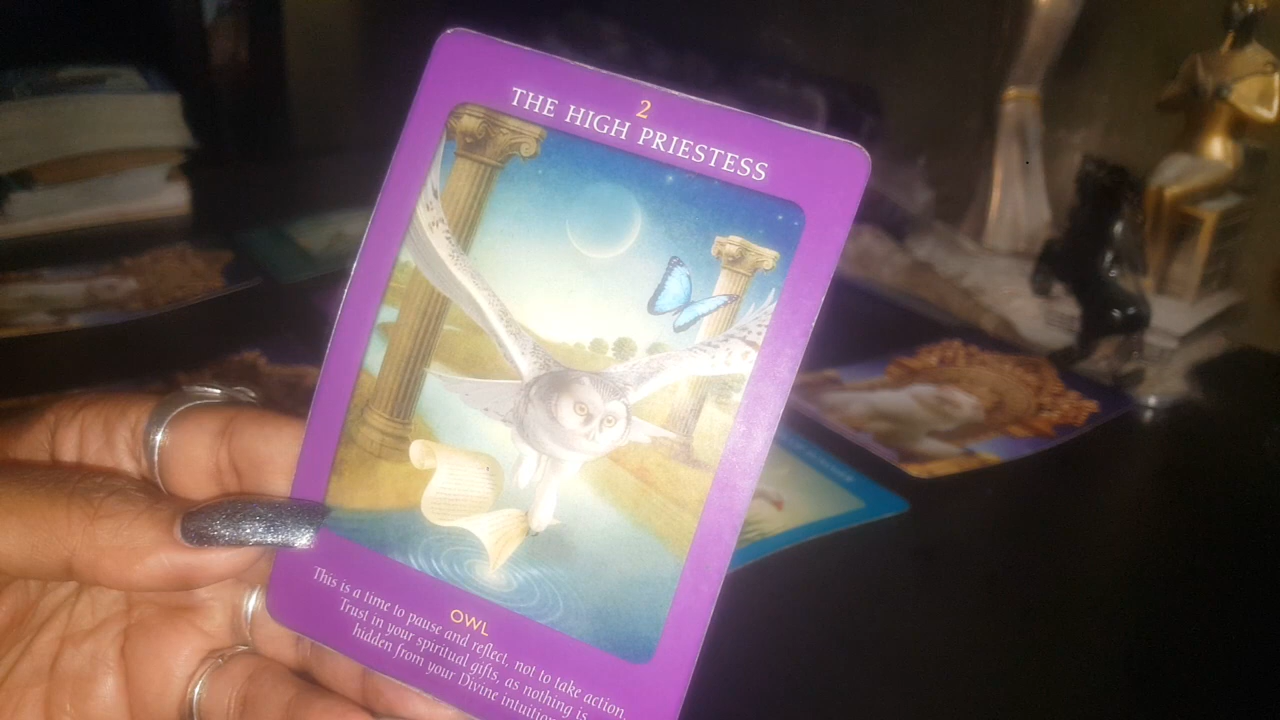 2
THE HIGH PRIESTESS
OWL
This is a time to pause and reflect, not to take action.
Trust in your spiritual gifts, as nothing is
hidden from your Divine intuition